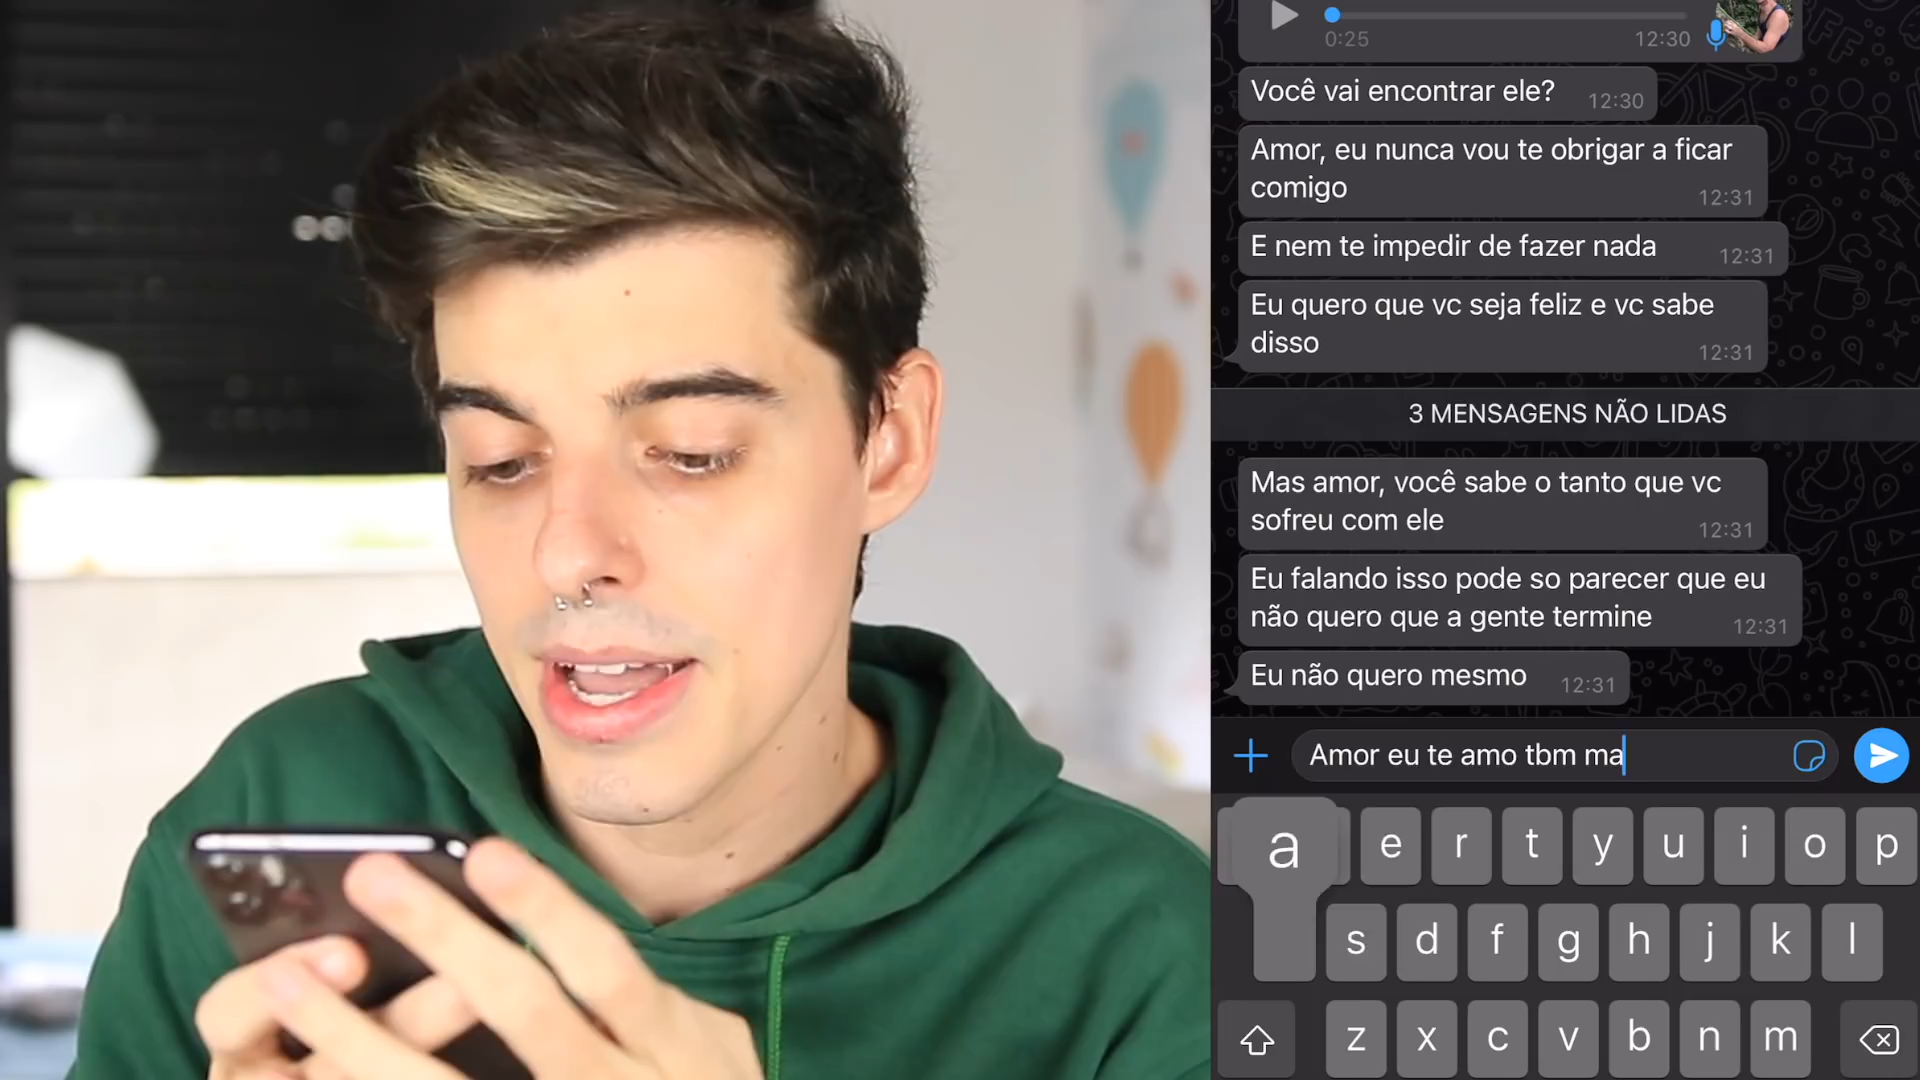 0:25 12:30
Você vai encontrar ele? 12:30
Amor, eu nunca vou te obrigar a ficar
comigo 12:31
E nem te impedir de fazer nada 12:31
Eu quero que vc seja feliz e vc sabe
disso 12:31
3 MENSAGENS NÃO LIDAS
Mas amor, você sabe o tanto que vc
sofreu com ele 12:31
Eu falando isso pode so parecer que eu
não quero que a gente termine 12:31
Eu não quero mesmo 12:31
Amor eu te amo tbm ma
a e r t y u i o p
s d f g h j k l
z x c v b n m